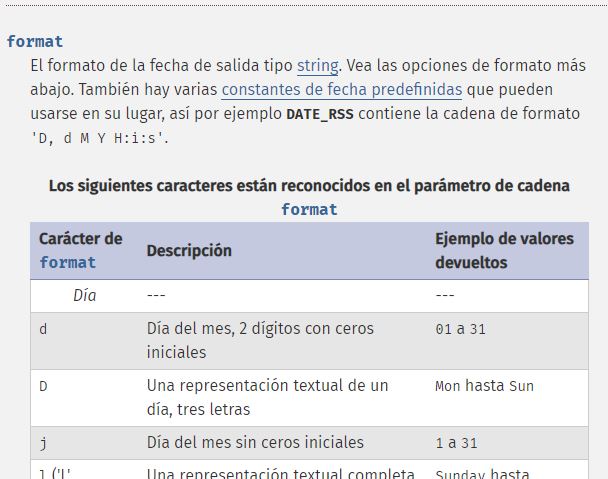 format
El formato de la fecha de salida tipo string. Vea las opciones de formato más
abajo. También hay varias constantes de fecha predefinidas que pueden
usarse en su lugar, así por ejemplo DATE_RSS contiene la cadena de formato
'D, d M Y H:i:s'.
Los siguientes caracteres están reconocidos en el parámetro de cadena
format
Carácter de format Descripción Ejemplo de valores devueltos
Día --- ---
d Día del mes, 2 dígitos con ceros iniciales 01 a 31
D Una representación textual de un día, tres letras Mon hasta Sun
j Día del mes sin ceros iniciales 1 a 31
l ('L' Una representación textual completa Sunday hasta